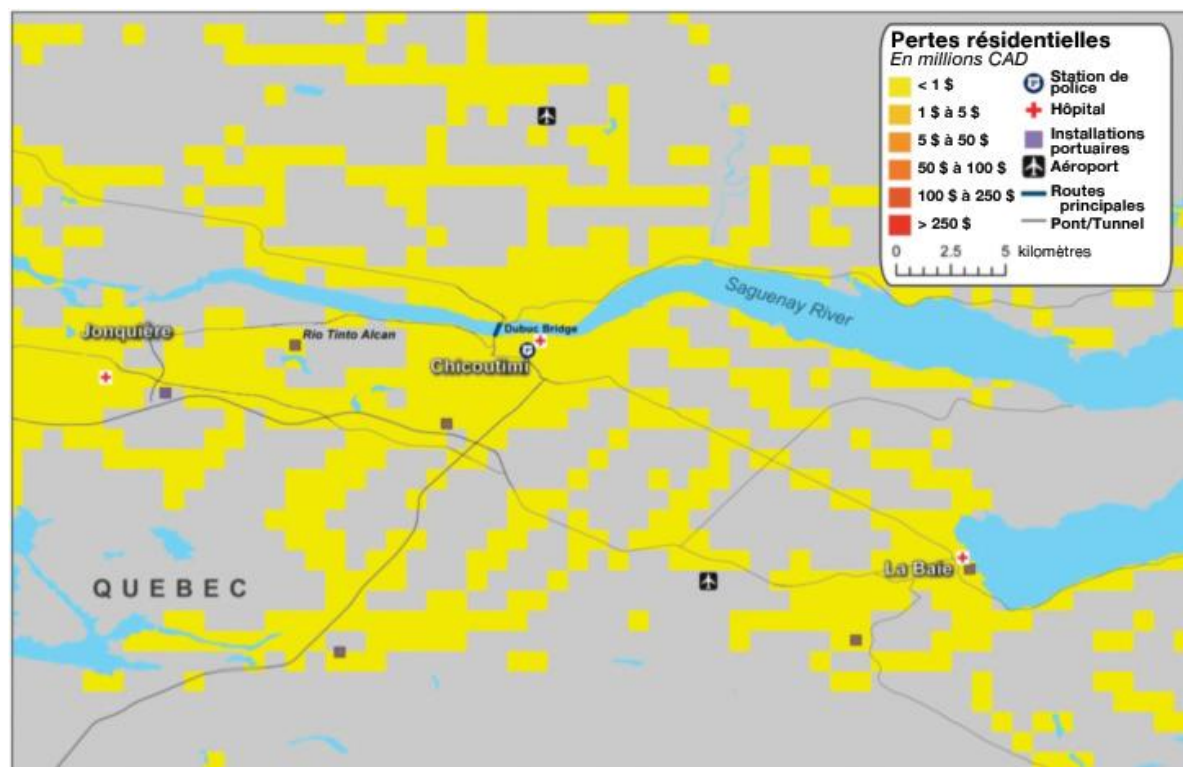 Pertes résidentielles
En millions CAD
< 1 $
1 $ à 5 $
5 $ à 50 $
50 $ à 100 $
100 $ à 250 $
> 250 $
Station de
police
Hôpital
Installations
portuaires
Aéroport
Routes
principales
Pont/Tunnel
0 2.5 5 kilomètres
Saguenay River
Jonquière
Rio Tinto Alcan
Dubuc Bridge
Chicoutimi
La Baie
QUEBEC